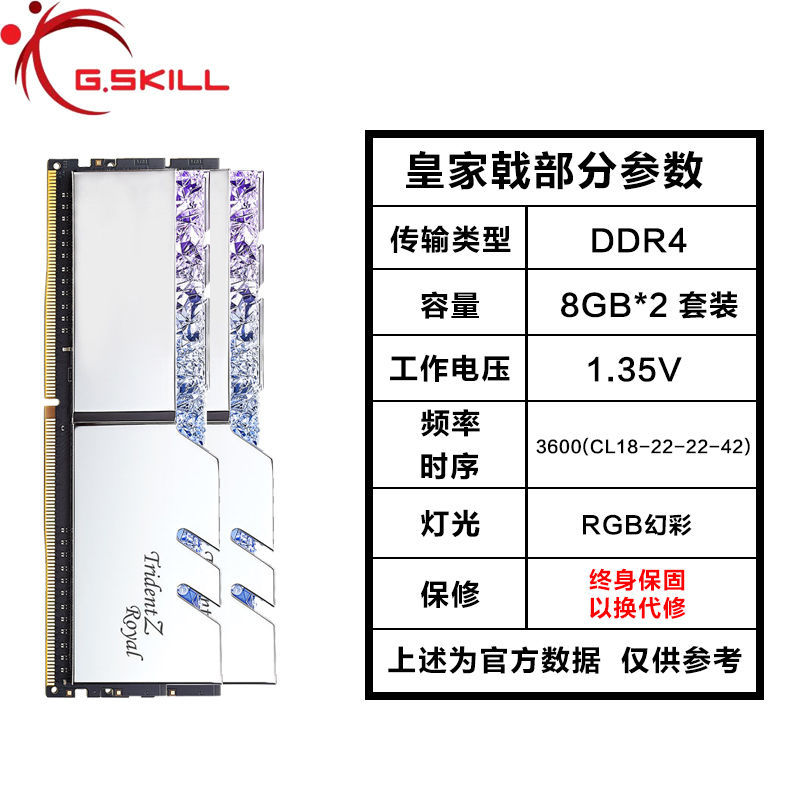 G.SKILL
皇家戟部分参数
传输类型 DDR4
容量 8GB*2 套装
工作电压 1.35V
频率
时序
3600(CL18-22-22-42)
灯光 RGB幻彩
保修
终身保固
以换代修
上述为官方数据 仅供参考
TridentZ
Royal